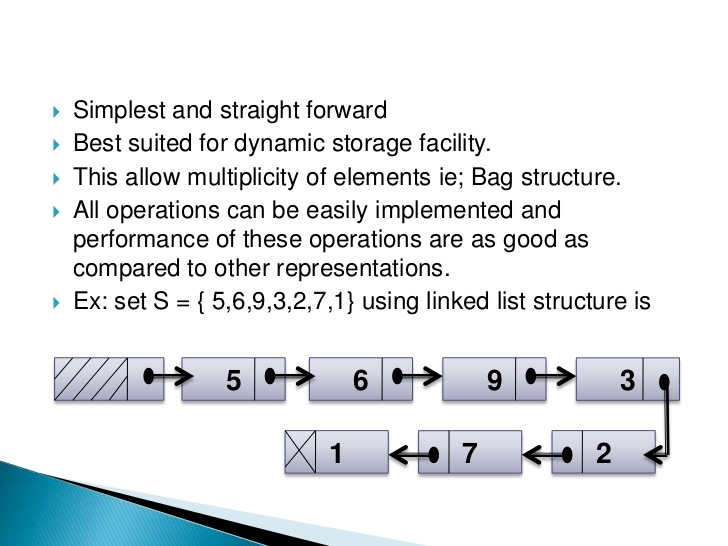 Simplest and straight forward
Best suited for dynamic storage facility.
This allow multiplicity of elements ie; Bag structure.
All operations can be easily implemented and
performance of these operations are as good as
compared to other representations.
Ex: set S = { 5,6,9,3,2,7,1} using linked list structure is
5 6 9 3
1 7 2